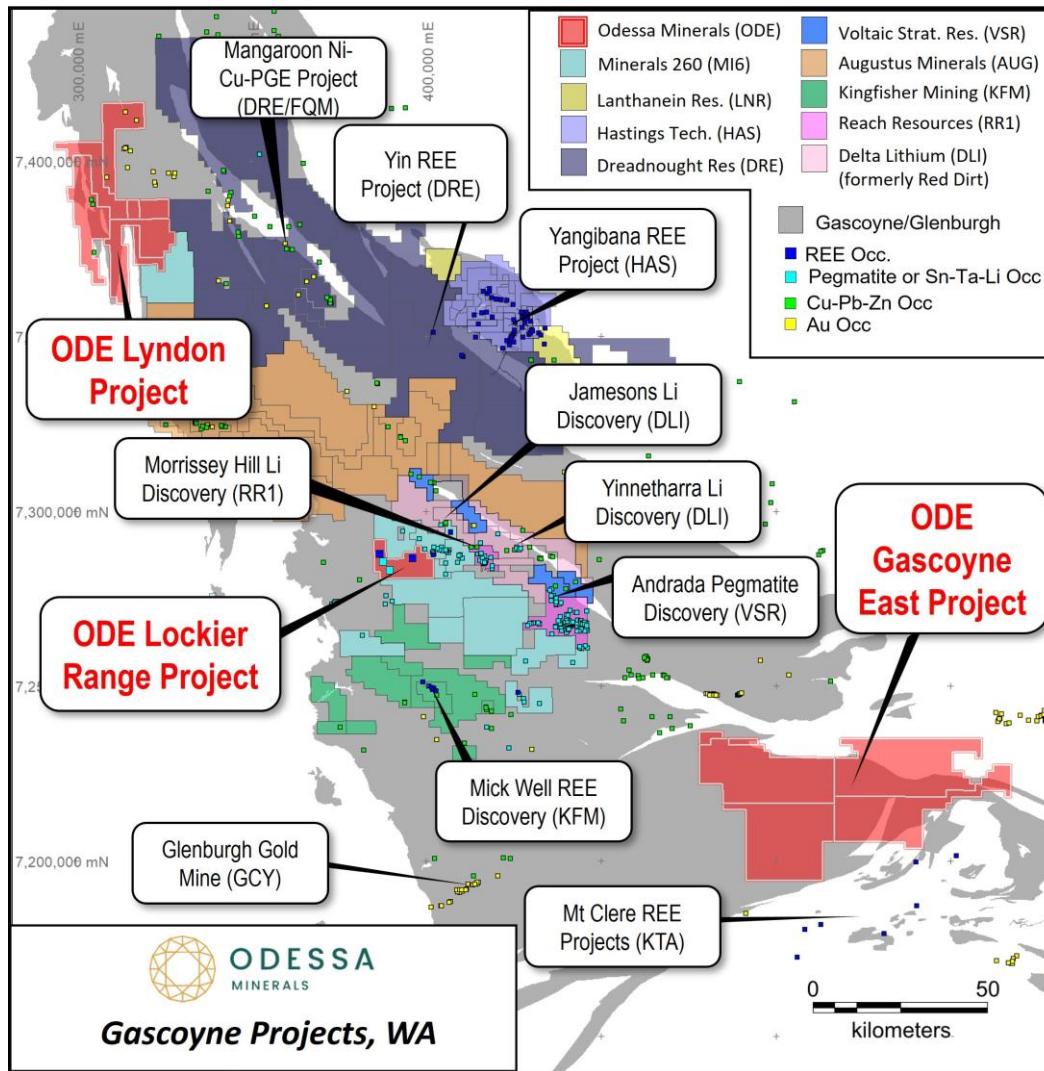 300,000 mE
400,000 mE
Mangaroon Ni-
Cu-PGE Project
(DRE/FQM)
Odessa Minerals (ODE)
Minerals 260 (MI6)
Lanthanein Res. (LNR)
Hastings Tech. (HAS)
Dreadnought Res (DRE)
Voltaic Strat. Res. (VSR)
Augustus Minerals (AUG)
Kingfisher Mining (KFM)
Reach Resources (RR1)
Delta Lithium (DLI)
(formerly Red Dirt)
Gascoyne/Glenburgh
REE Occ.
Pegmatite or Sn-Ta-Li Occ
Cu-Pb-Zn Occ
Au Occ
7,400,000 mN
Yin REE
Project (DRE)
Yangibana REE
Project (HAS)
ODE Lyndon
Project
Jamesons Li
Discovery (DLI)
Morrissey Hill Li
Discovery (RR1)
Yinnetharra Li
Discovery (DLI)
7,300,000 mN
ODE
Gascoyne
East Project
Andrada Pegmatite
Discovery (VSR)
ODE Lockier
Range Project
7,25
Mick Well REE
Discovery (KFM)
Glenburgh Gold
Mine (GCY)
7,200,000 mN
Mt Clere REE
Projects (KTA)
ODESSA
MINERALS
Gascoyne Projects, WA
0 50
kilometers